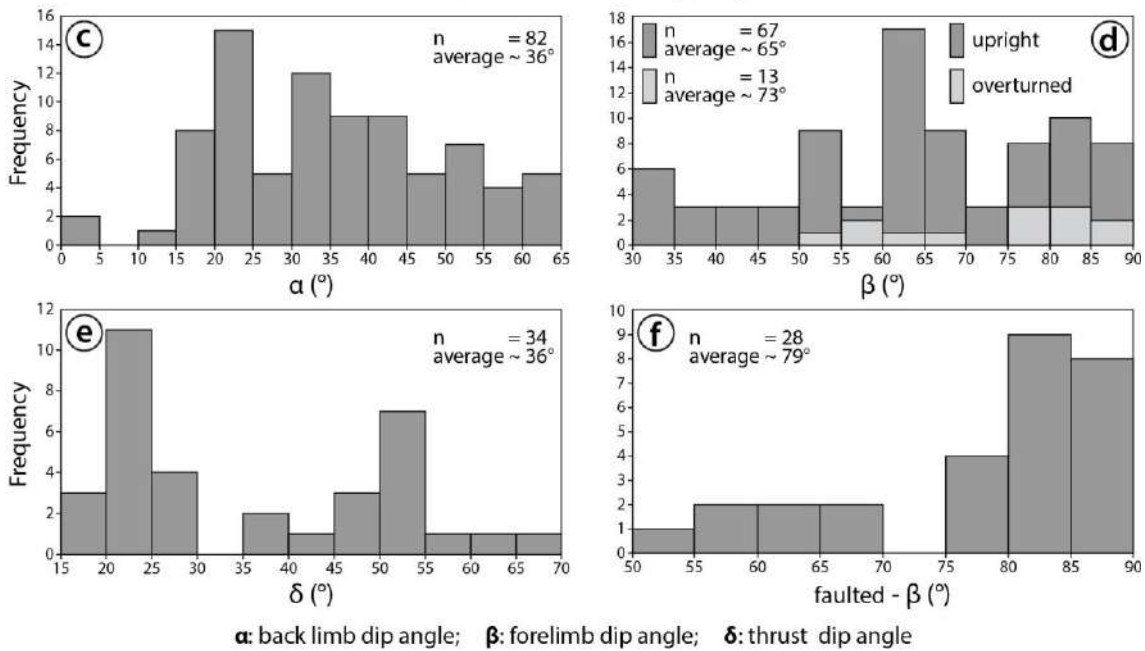 c
n = 82
average ~ 36°
Frequency
16
14
12
10
8
6
4
2
0
0 5 10 15 20 25 30 35 40 45 50 55 60 65
α (°)
d
n = 67
average ~ 65°
n = 13
average ~ 73°
upright
overturned
18
16
14
12
10
8
6
4
2
0
30 35 40 45 50 55 60 65 70 75 80 85 90
β (°)
e
n = 34
average ~ 36°
Frequency
12
10
8
6
4
2
0
15 20 25 30 35 40 45 50 55 60 65 70
δ (°)
f
n = 28
average ~ 79°
10
9
8
7
6
5
4
3
2
1
0
50 55 60 65 70 75 80 85 90
faulted - β (°)
α: back limb dip angle; β: forelimb dip angle; δ: thrust dip angle